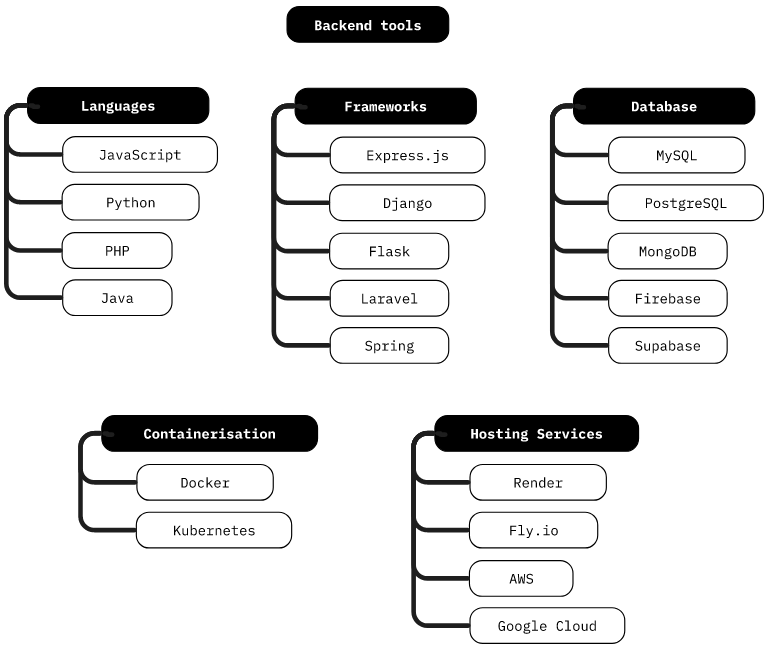 Backend tools
Languages
JavaScript
Python
PHP
Java
Frameworks
Express.js
Django
Flask
Laravel
Spring
Database
MySQL
PostgreSQL
MongoDB
Firebase
Supabase
Containerisation
Docker
Kubernetes
Hosting Services
Render
Fly.io
AWS
Google Cloud